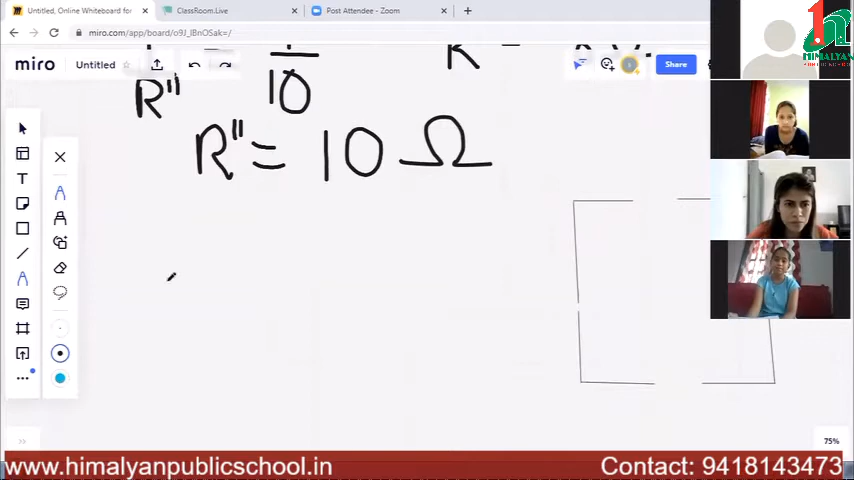 Untitled, Online Whiteboard for
ClassRoom.Live
Post Attendee - Zoom
miro.com/app/board/o9J_lBnOSak=/
miro
Untitled
Share
R" 10
R" = 10 Ω
T
HIMALYAN
75%
www.himalyanpublicschool.in
Contact: 9418143473